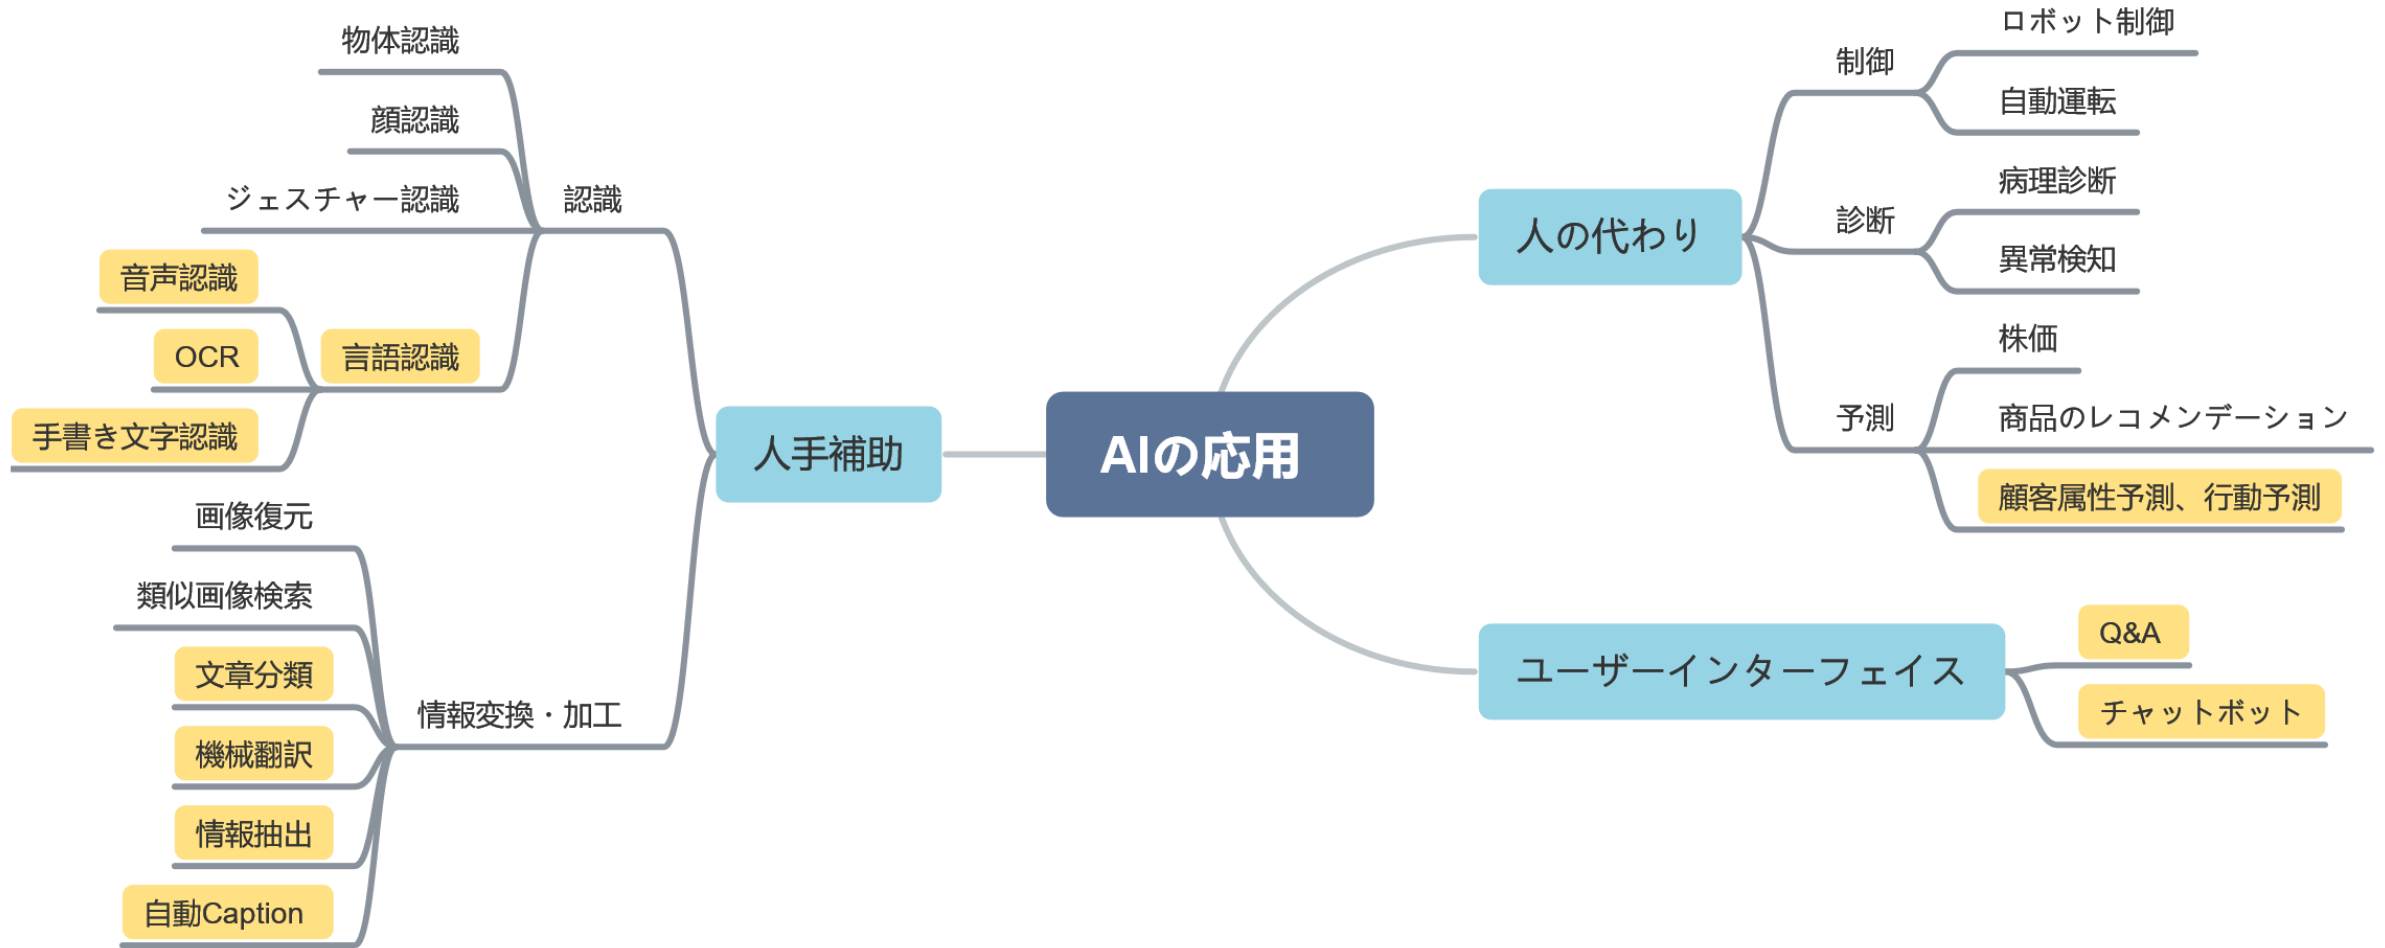 AIの応用
人の代わり
制御
ロボット制御
自動運転
診断
病理診断
異常検知
予測
株価
商品のレコメンデーション
顧客属性予測、行動予測
ユーザーインターフェイス
Q&A
チャットボット
人手補助
認識
物体認識
顔認識
ジェスチャー認識
言語認識
音声認識
OCR
手書き文字認識
情報変換・加工
画像復元
類似画像検索
文章分類
機械翻訳
情報抽出
自動Caption